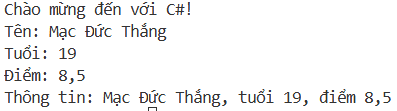 Chào mừng đến với C#!
Tên: Mạc Đức Thắng
Tuổi: 19
Điểm: 8,5
Thông tin: Mạc Đức Thắng, tuổi 19, điểm 8,5